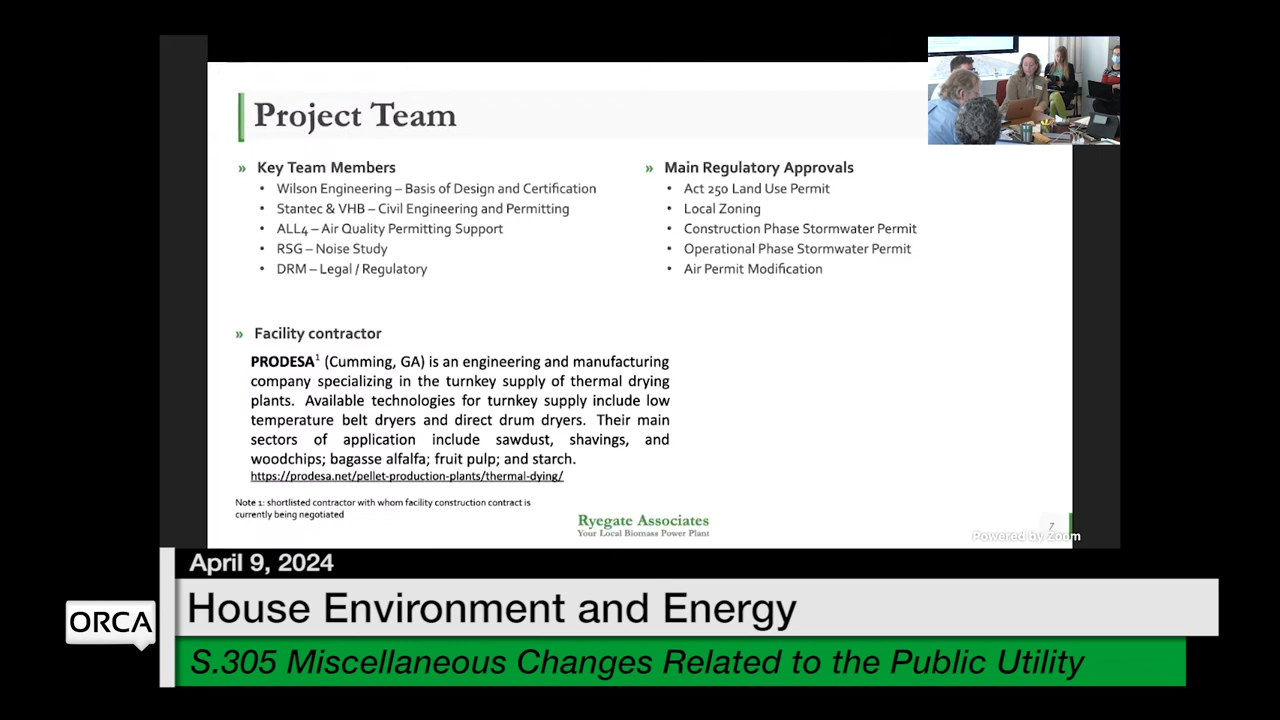 Project Team
» Key Team Members
• Wilson Engineering – Basis of Design and Certification
• Stantec & VHB – Civil Engineering and Permitting
• ALL4 – Air Quality Permitting Support
• RSG – Noise Study
• DRM – Legal / Regulatory
» Main Regulatory Approvals
• Act 250 Land Use Permit
• Local Zoning
• Construction Phase Stormwater Permit
• Operational Phase Stormwater Permit
• Air Permit Modification
» Facility contractor
PRODESA¹ (Cumming, GA) is an engineering and manufacturing
company specializing in the turnkey supply of thermal drying
plants. Available technologies for turnkey supply include low
temperature belt dryers and direct drum dryers. Their main
sectors of application include sawdust, shavings, and
woodchips; bagasse alfalfa; fruit pulp; and starch.
https://prodesa.net/pellet-production-plants/thermal-dying/
Note 1: shortlisted contractor with whom facility construction contract is
currently being negotiated
Ryegate Associates
Your Local Biomass Power Plant
7
Powered by Zoom
April 9, 2024
House Environment and Energy
ORCA
S.305 Miscellaneous Changes Related to the Public Utility